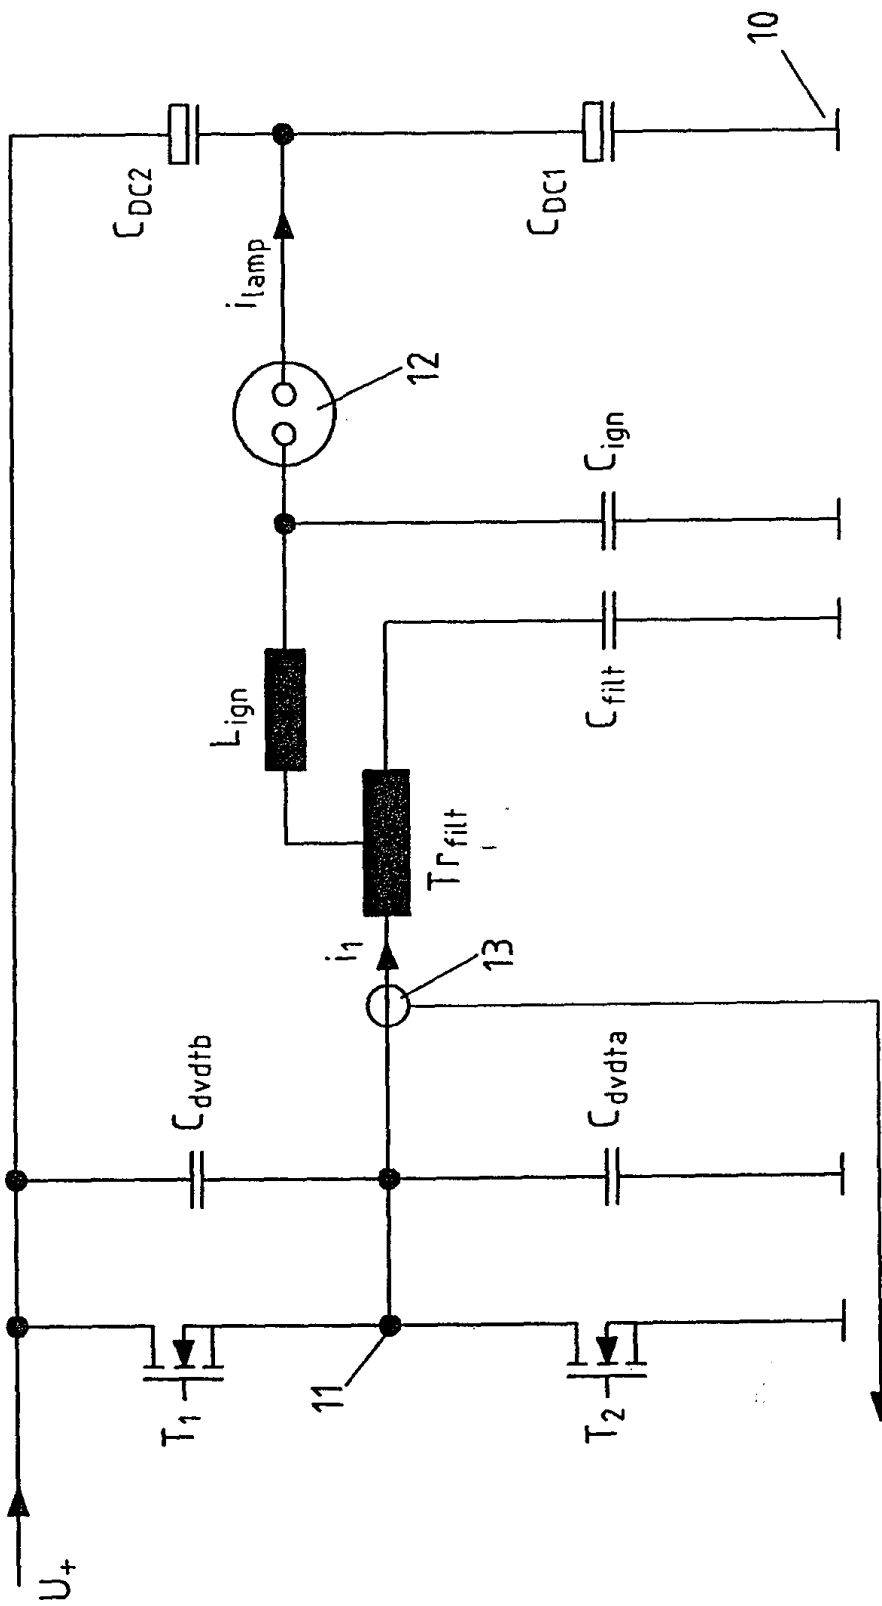 U+
T1
T2
11
Cdvdtb
Cdvdta
i1
13
Trfilt
Lign
Cfilt
Cign
12
ilamp
CDC2
CDC1
10